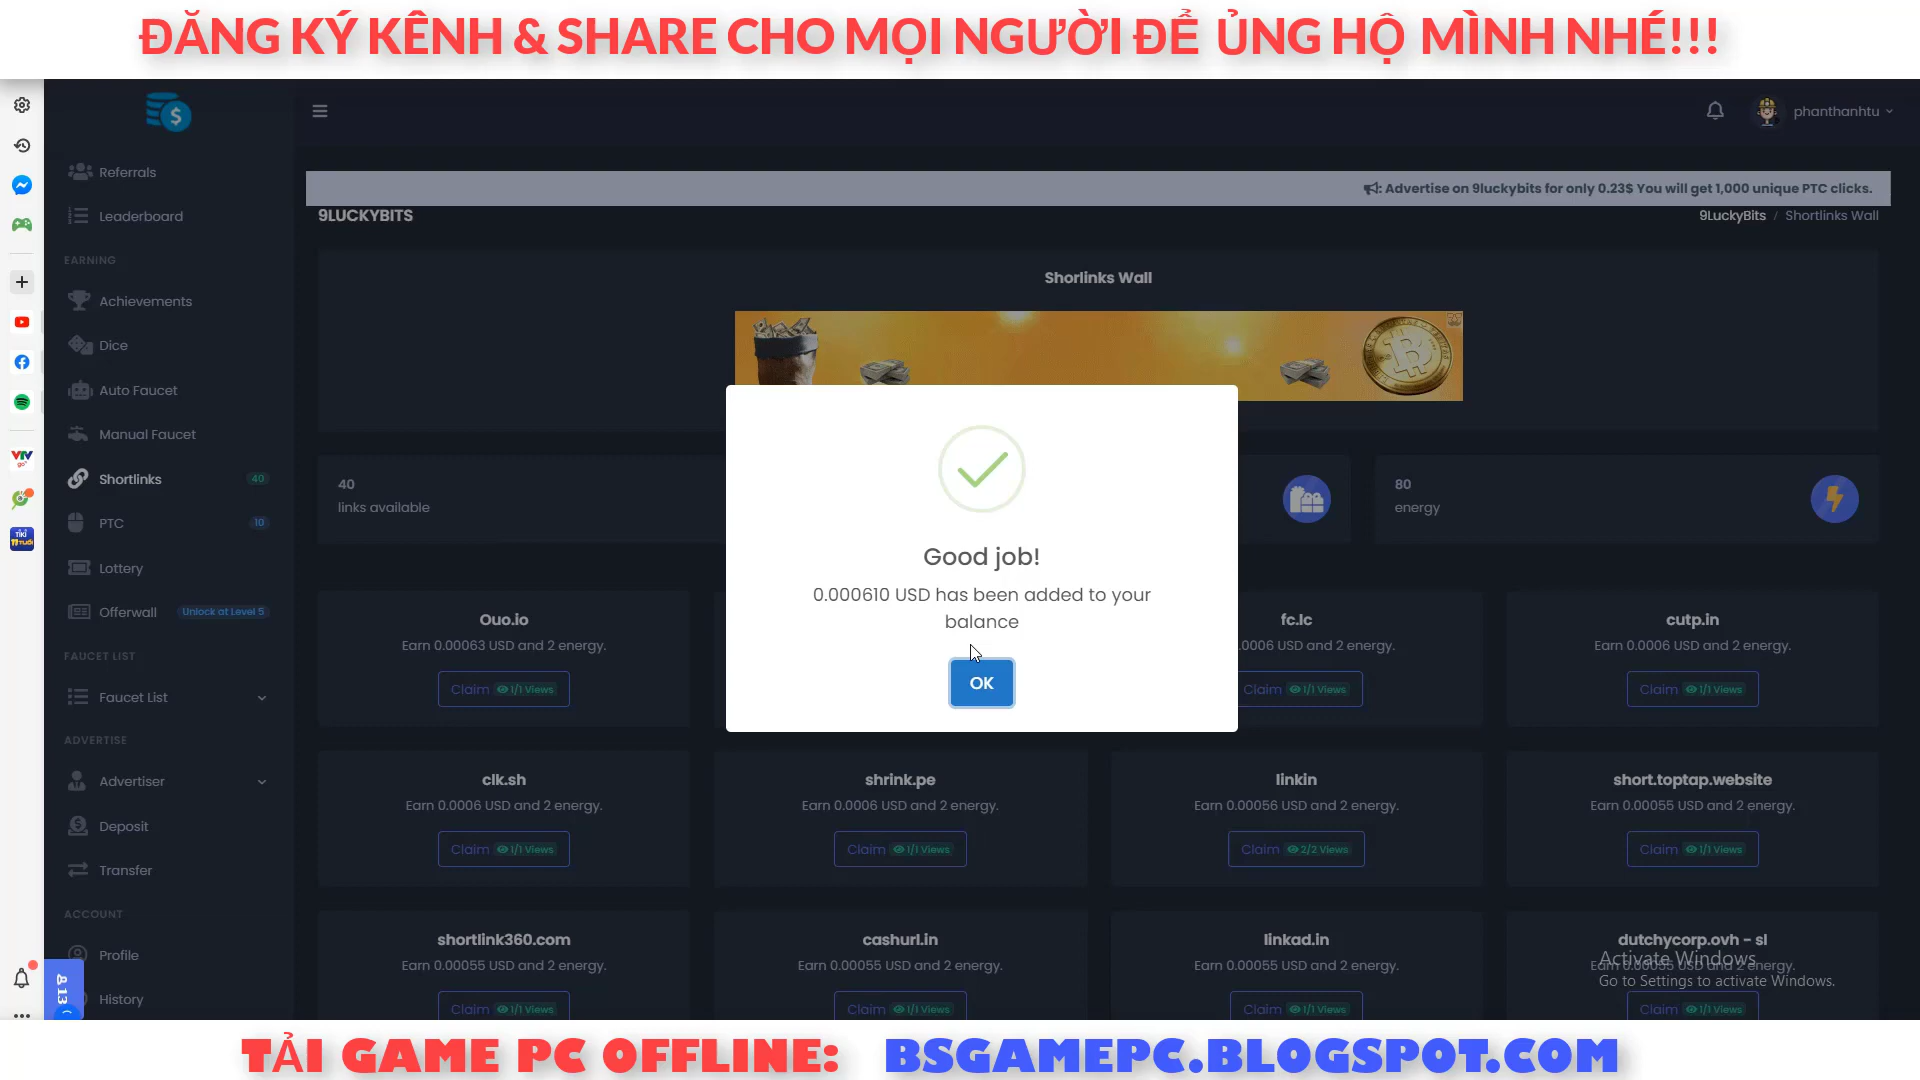 ĐĂNG KÝ KÊNH & SHARE CHO MỌI NGƯỜI ĐỂ ỦNG HỘ MÌNH NHÉ!!!
phanthanhtu
Referrals
Leaderboard
EARNING
Achievements
Dice
Auto Faucet
Manual Faucet
Shortlinks 40
PTC 10
Lottery
Offerwall Unlock at Level 5
FAUCET LIST
Faucet List
ADVERTISE
Advertiser
Deposit
Transfer
ACCOUNT
Profile
History
: Advertise on 9luckybits for only 0.23$ You will get 1,000 unique PTC clicks.
9LUCKYBITS
9LuckyBits / Shortlinks Wall
Shorlinks Wall
40
links available
80
energy
Good job!
0.000610 USD has been added to your
balance
OK
Ouo.io
Earn 0.00063 USD and 2 energy.
Claim 1/1 Views
fc.lc
.0006 USD and 2 energy.
Claim 1/1 Views
cutp.in
Earn 0.0006 USD and 2 energy.
Claim 1/1 Views
clk.sh
Earn 0.0006 USD and 2 energy.
Claim 1/1 Views
shrink.pe
Earn 0.0006 USD and 2 energy.
Claim 1/1 Views
linkin
Earn 0.00056 USD and 2 energy.
Claim 2/2 Views
short.toptap.website
Earn 0.00055 USD and 2 energy.
Claim 1/1 Views
shortlink360.com
Earn 0.00055 USD and 2 energy.
Claim 1/1 Views
cashurl.in
Earn 0.00055 USD and 2 energy.
Claim 1/1 Views
linkad.in
Earn 0.00055 USD and 2 energy.
Claim 1/1 Views
dutchycorp.ovh - sl
Earn 0.00055 USD and 2 energy.
Claim 1/1 Views
Activate Windows
Go to Settings to activate Windows.
VTV
go
TIKI
13
TẢI GAME PC OFFLINE: BSGAMEPC.BLOGSPOT.COM